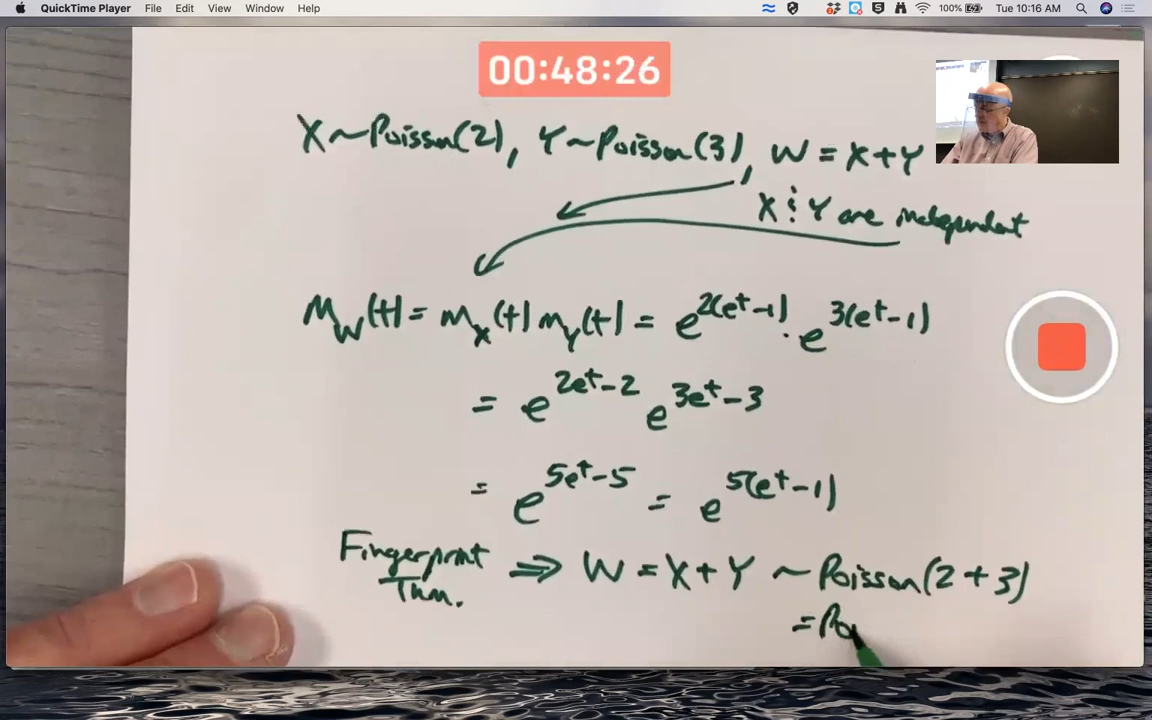 QuickTime Player File Edit View Window Help 100% Tue 10:16 AM
00:48:26
X ~ Poisson(2), Y ~ Poisson(3), W = X + Y
X & Y are independent
M_W(t) = M_X(t) M_Y(t) = e^{2(e^t - 1)} · e^{3(e^t - 1)}
= e^{2e^t - 2} e^{3e^t - 3}
= e^{5e^t - 5} = e^{5(e^t - 1)}
Fingerprint Thm. ⇒ W = X + Y ~ Poisson(2 + 3)
= Po